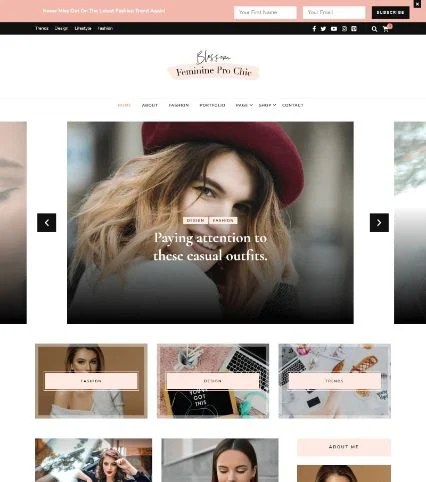 Never Miss Out On The Latest Fashion Trend Again!
Your First Name
Your Email
SUBSCRIBE
Trends Design Lifestyle Fashion
Blossom
Feminine Pro Chic
HOME ABOUT FASHION PORTFOLIO PAGE SHOP CONTACT
DESIGN FASHION
Paying attention to
these casual outfits.
FASHION
DESIGN
TRENDS
GOT
THIS
ABOUT ME